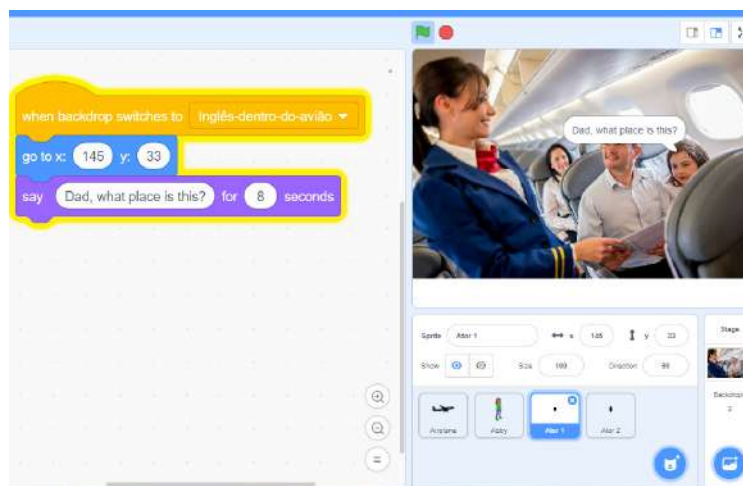 when backdrop switches to Inglês-dentro-do-avião
go to x: 145 y: 33
say Dad, what place is this? for 8 seconds
Dad, what place is this?
Sprite Ator 1 x 145 y 33
Show Size 100 Direction 90
Stage
Backdrops
2
Airplane Abby Ator 1 Ator 2